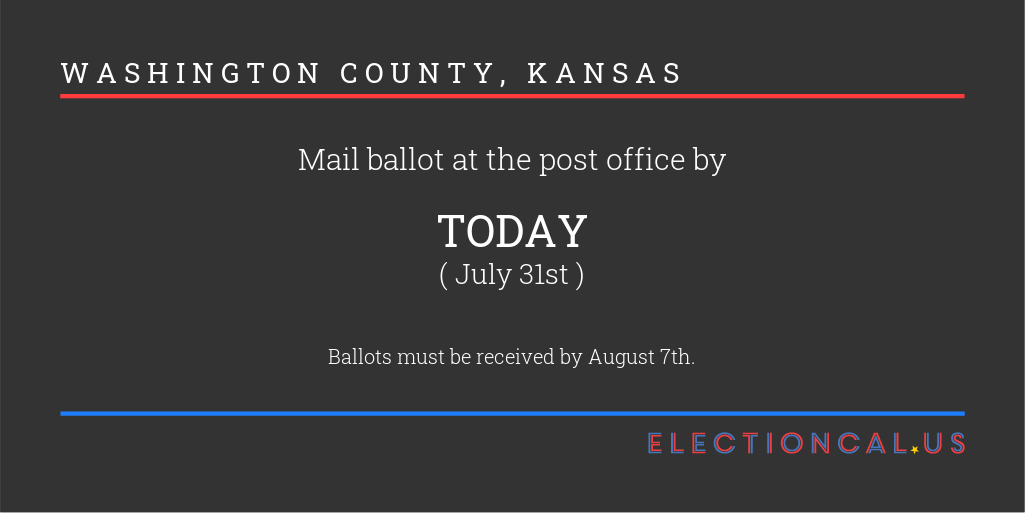 WASHINGTON COUNTY, KANSAS
Mail ballot at the post office by
TODAY
( July 31st )
Ballots must be received by August 7th.
ELECTIONCAL.US